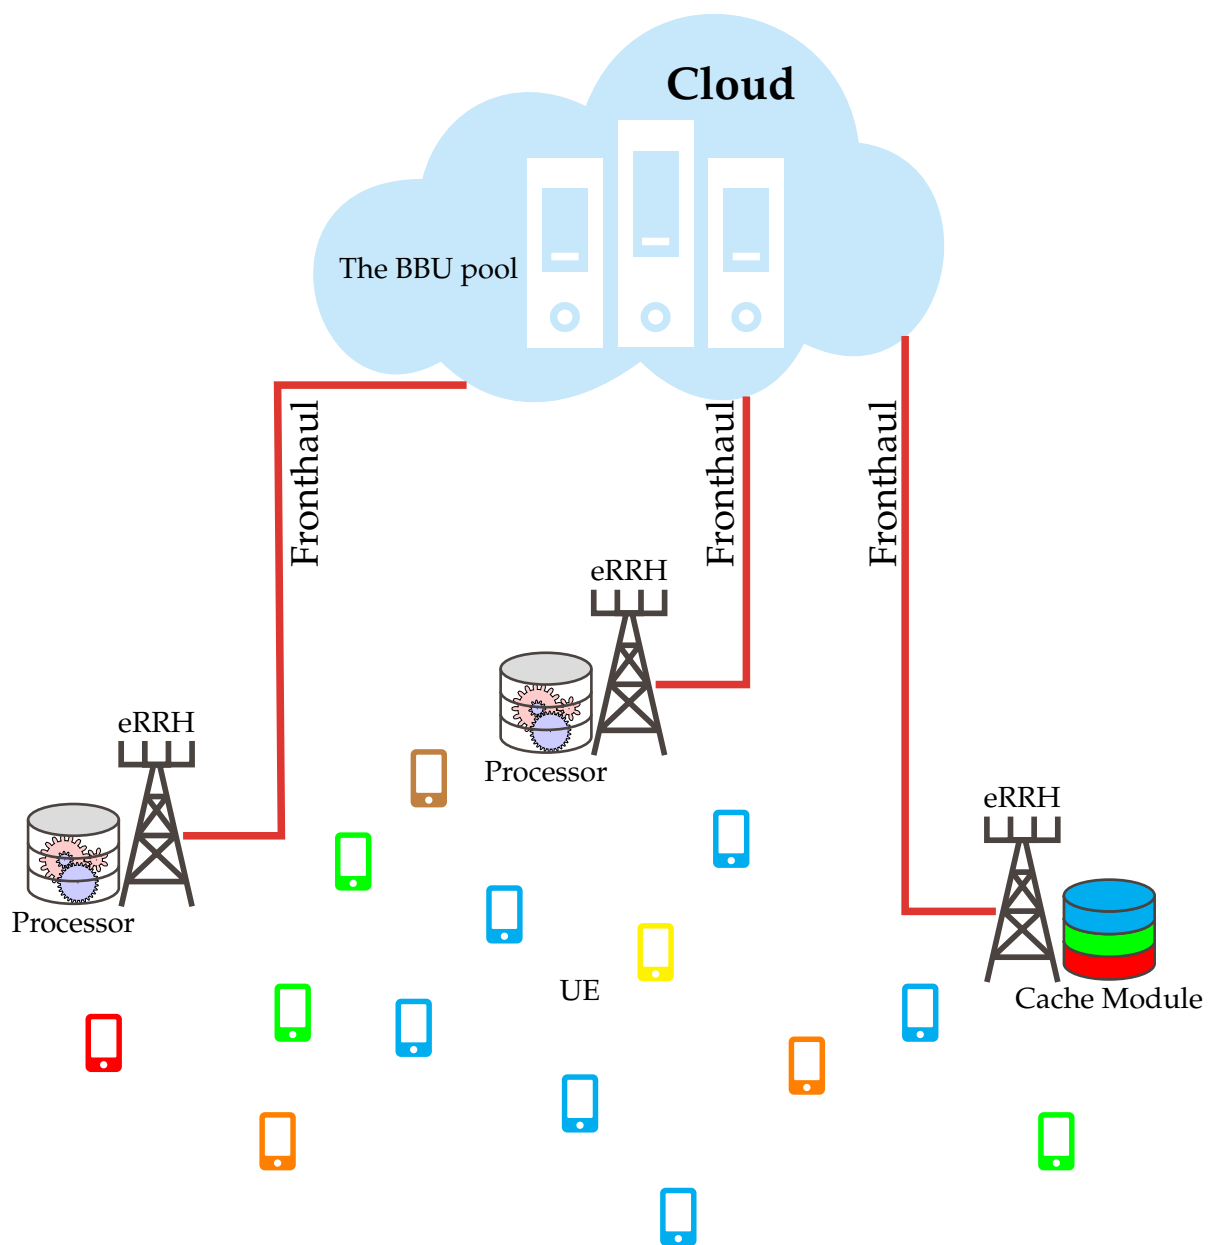 Cloud
The BBU pool
Fronthaul
Fronthaul
Fronthaul
eRRH
Processor
eRRH
Processor
eRRH
Cache Module
UE